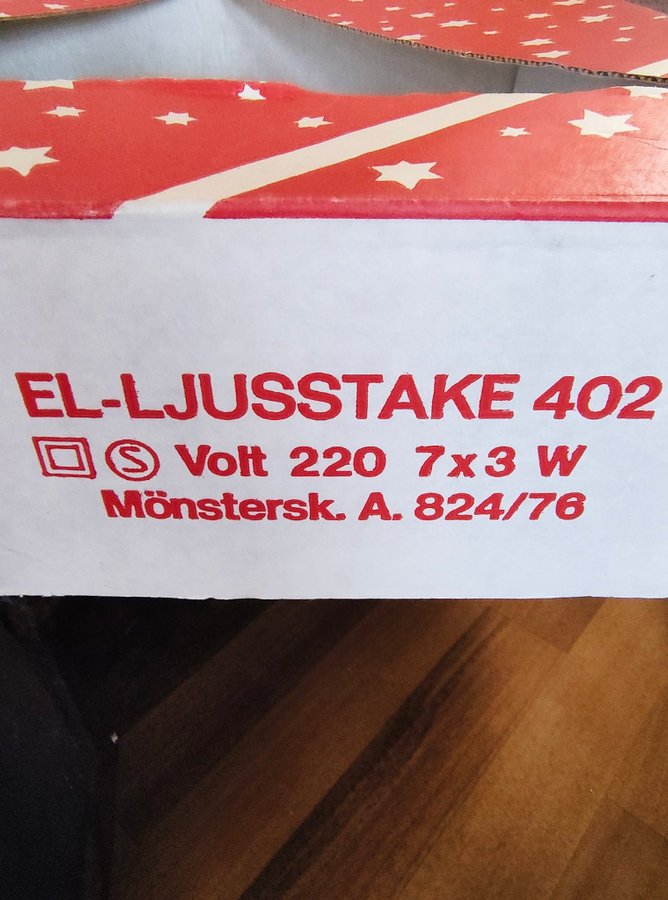 EL-LJUSSTAKE 402
S Volt 220 7x3 W
Mönstersk. A. 824/76